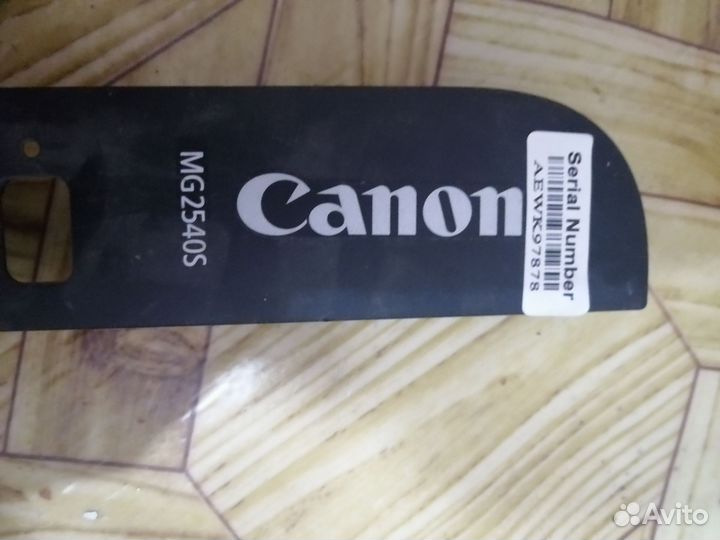 Canon
MG2540S
Serial Number
AEWK97878
Avito